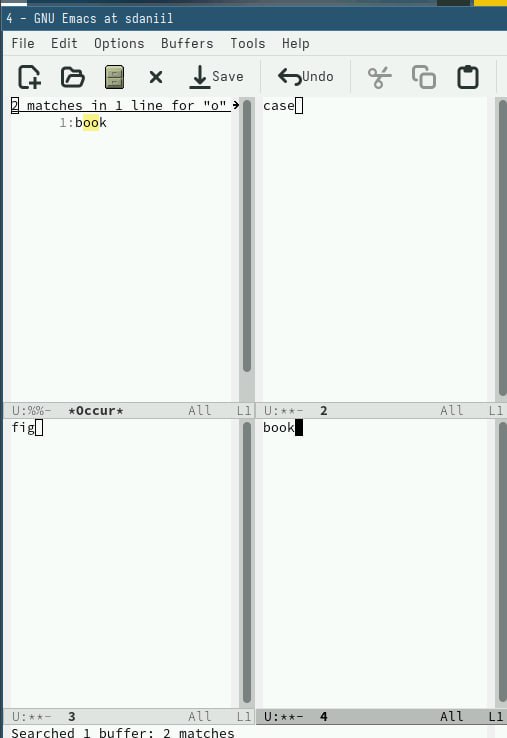 4 - GNU Emacs at sdaniil
File Edit Options Buffers Tools Help
Save Undo
2 matches in 1 line for "o"
1:book
case
U:%%- *Occur* All L1
U:**- 2 All L1
fig
book
U:**- 3 All L1
U:**- 4 All L1
Searched 1 buffer; 2 matches